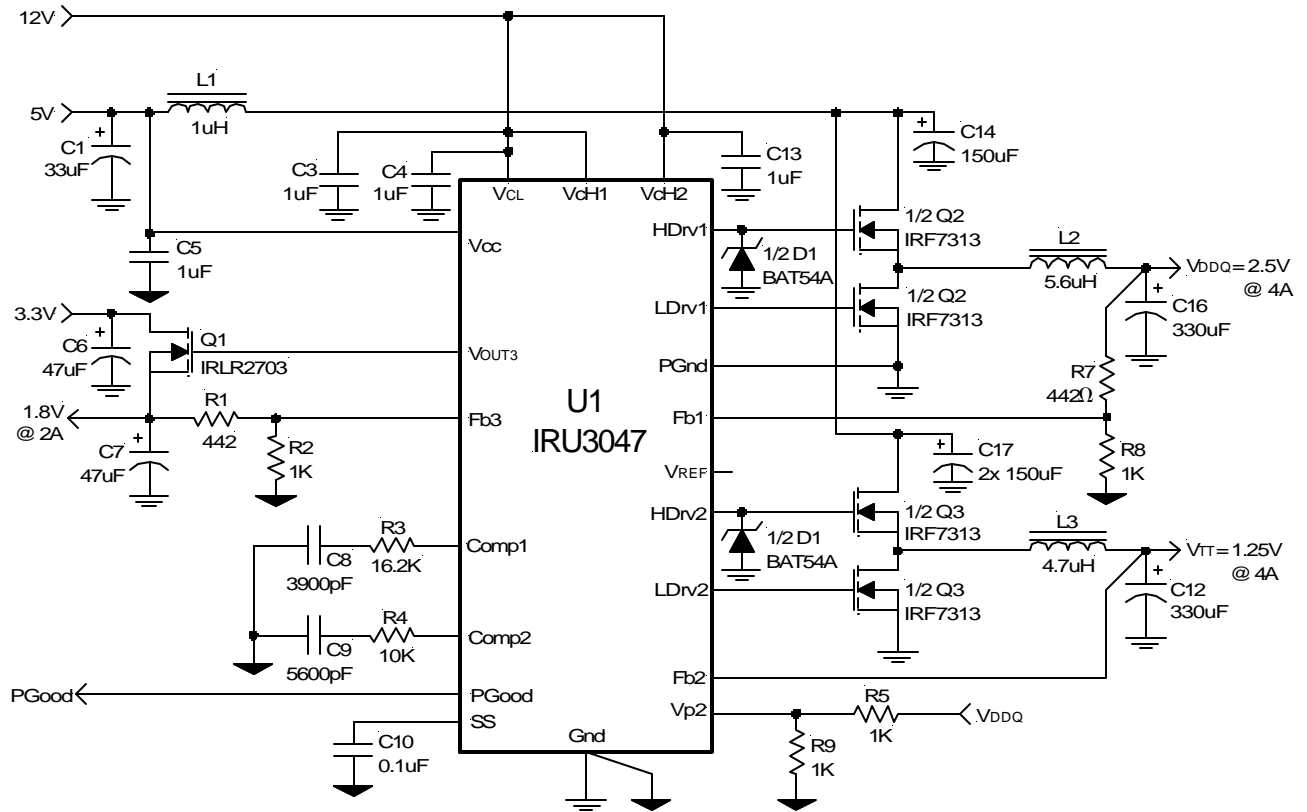 12V
L1
5V
1uH
C1
33uF
C3
1uF
C4
1uF
C13
1uF
C14
150uF
VCL
VcH1
VcH2
C5
1uF
Vcc
HDrv1
1/2 D1
BAT54A
1/2 Q2
IRF7313
L2
5.6uH
VDDQ=2.5V
@ 4A
LDrv1
1/2 Q2
IRF7313
C16
330uF
3.3V
C6
47uF
Q1
IRLR2703
VOUT3
PGnd
R7
442Ω
U1
IRU3047
1.8V
@ 2A
R1
442
Fb3
Fb1
C7
47uF
R2
1K
VREF
C17
2x 150uF
R8
1K
HDrv2
1/2 D1
BAT54A
1/2 Q3
IRF7313
L3
4.7uH
VTT=1.25V
@ 4A
C8
3900pF
R3
16.2K
Comp1
LDrv2
1/2 Q3
IRF7313
C12
330uF
C9
5600pF
R4
10K
Comp2
Fb2
PGood
PGood
SS
Vp2
R5
1K
VDDQ
C10
0.1uF
Gnd
R9
1K
+
+
+
+
+
+
+